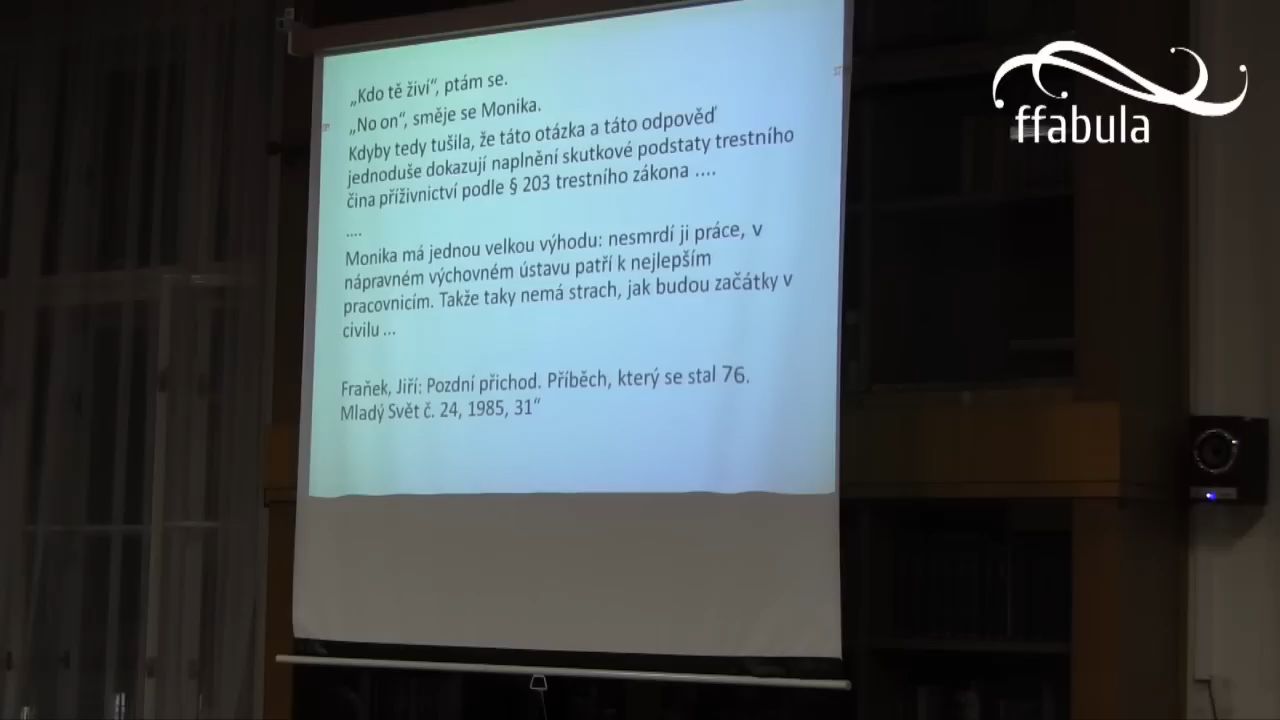 „Kdo tě živí“, ptám se.
„No on“, směje se Monika.
Kdyby tedy tušila, že táto otázka a táto odpověď
jednoduše dokazují naplnění skutkové podstaty trestního
čina příživnictví podle § 203 trestního zákona ....
....
Monika má jednou velkou výhodu: nesmrdí ji práce, v
nápravném výchovném ústavu patří k nejlepším
pracovnicím. Takže taky nemá strach, jak budou začátky v
civilu ...
Fraňek, Jiří: Pozdní přichod. Příběch, který se stal 76.
Mladý Svět č. 24, 1985, 31“
ffabula